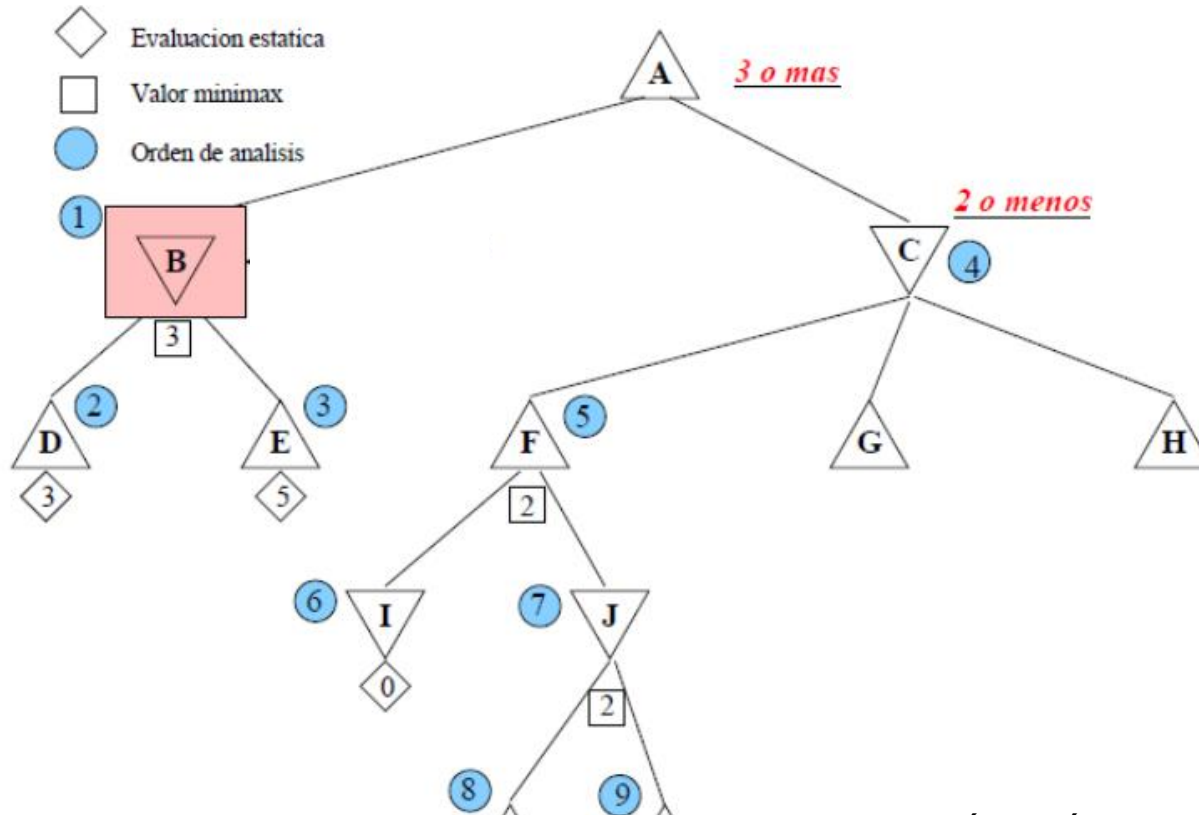 Evaluacion estatica
Valor minimax
Orden de analisis
A
3 o mas
1
B
3
2 o menos
C
4
D
2
3
E
3
5
F
5
2
G
H
6
I
0
7
J
2
8
9